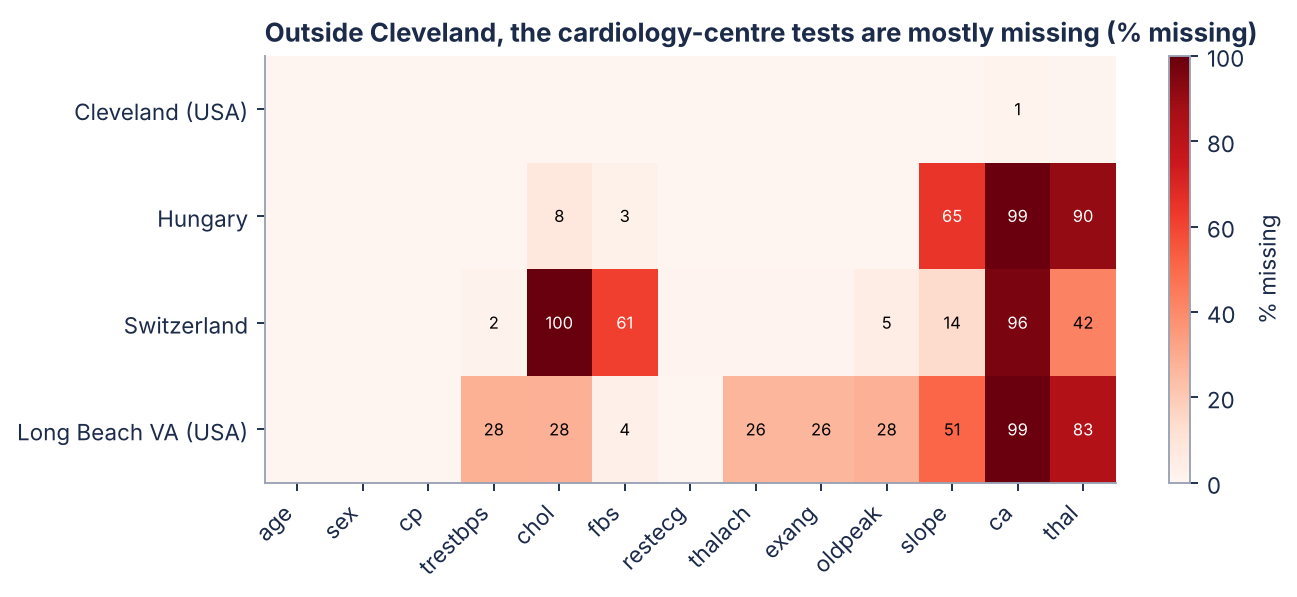 Outside Cleveland, the cardiology-centre tests are mostly missing (% missing)
Cleveland (USA)
1
Hungary
8 3 65 99 90
Switzerland
2 100 61 5 14 96 42
Long Beach VA (USA)
28 28 4 26 26 28 51 99 83
age sex cp trestbps chol fbs restecg thalach exang oldpeak slope ca thal
100
80
60
40
20
0
% missing